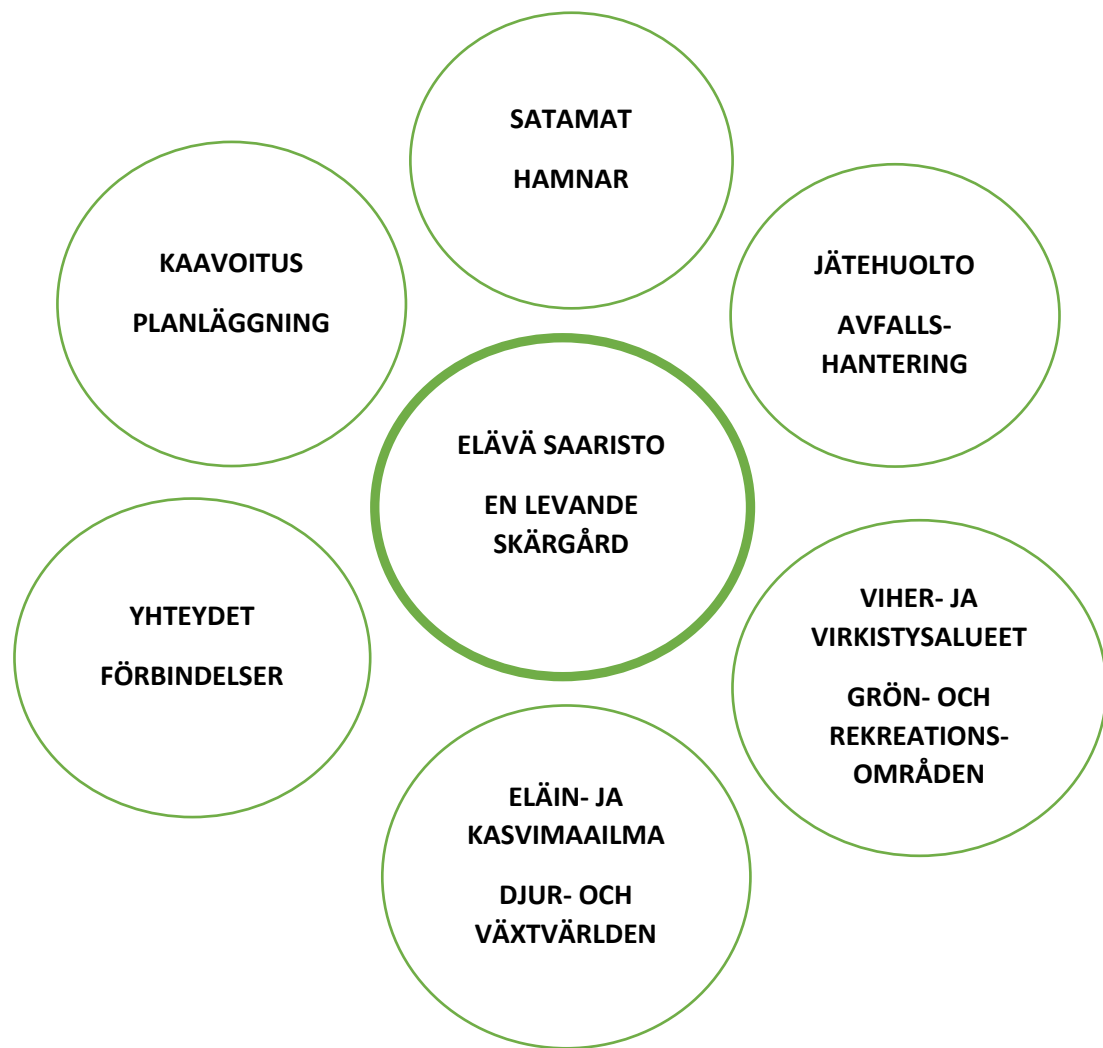 SATAMAT
HAMNAR
KAAVOITUS
PLANLÄGGNING
JÄTEHUOLTO
AVFALLS-
HANTERING
ELÄVÄ SAARISTO
EN LEVANDE
SKÄRGÅRD
YHTEYDET
FÖRBINDELSER
VIHER- JA
VIRKISTYSALUEET
GRÖN- OCH
REKREATIONS-
OMRÅDEN
ELÄIN- JA
KASVIMAAILMA
DJUR- OCH
VÄXTVÄRLDEN